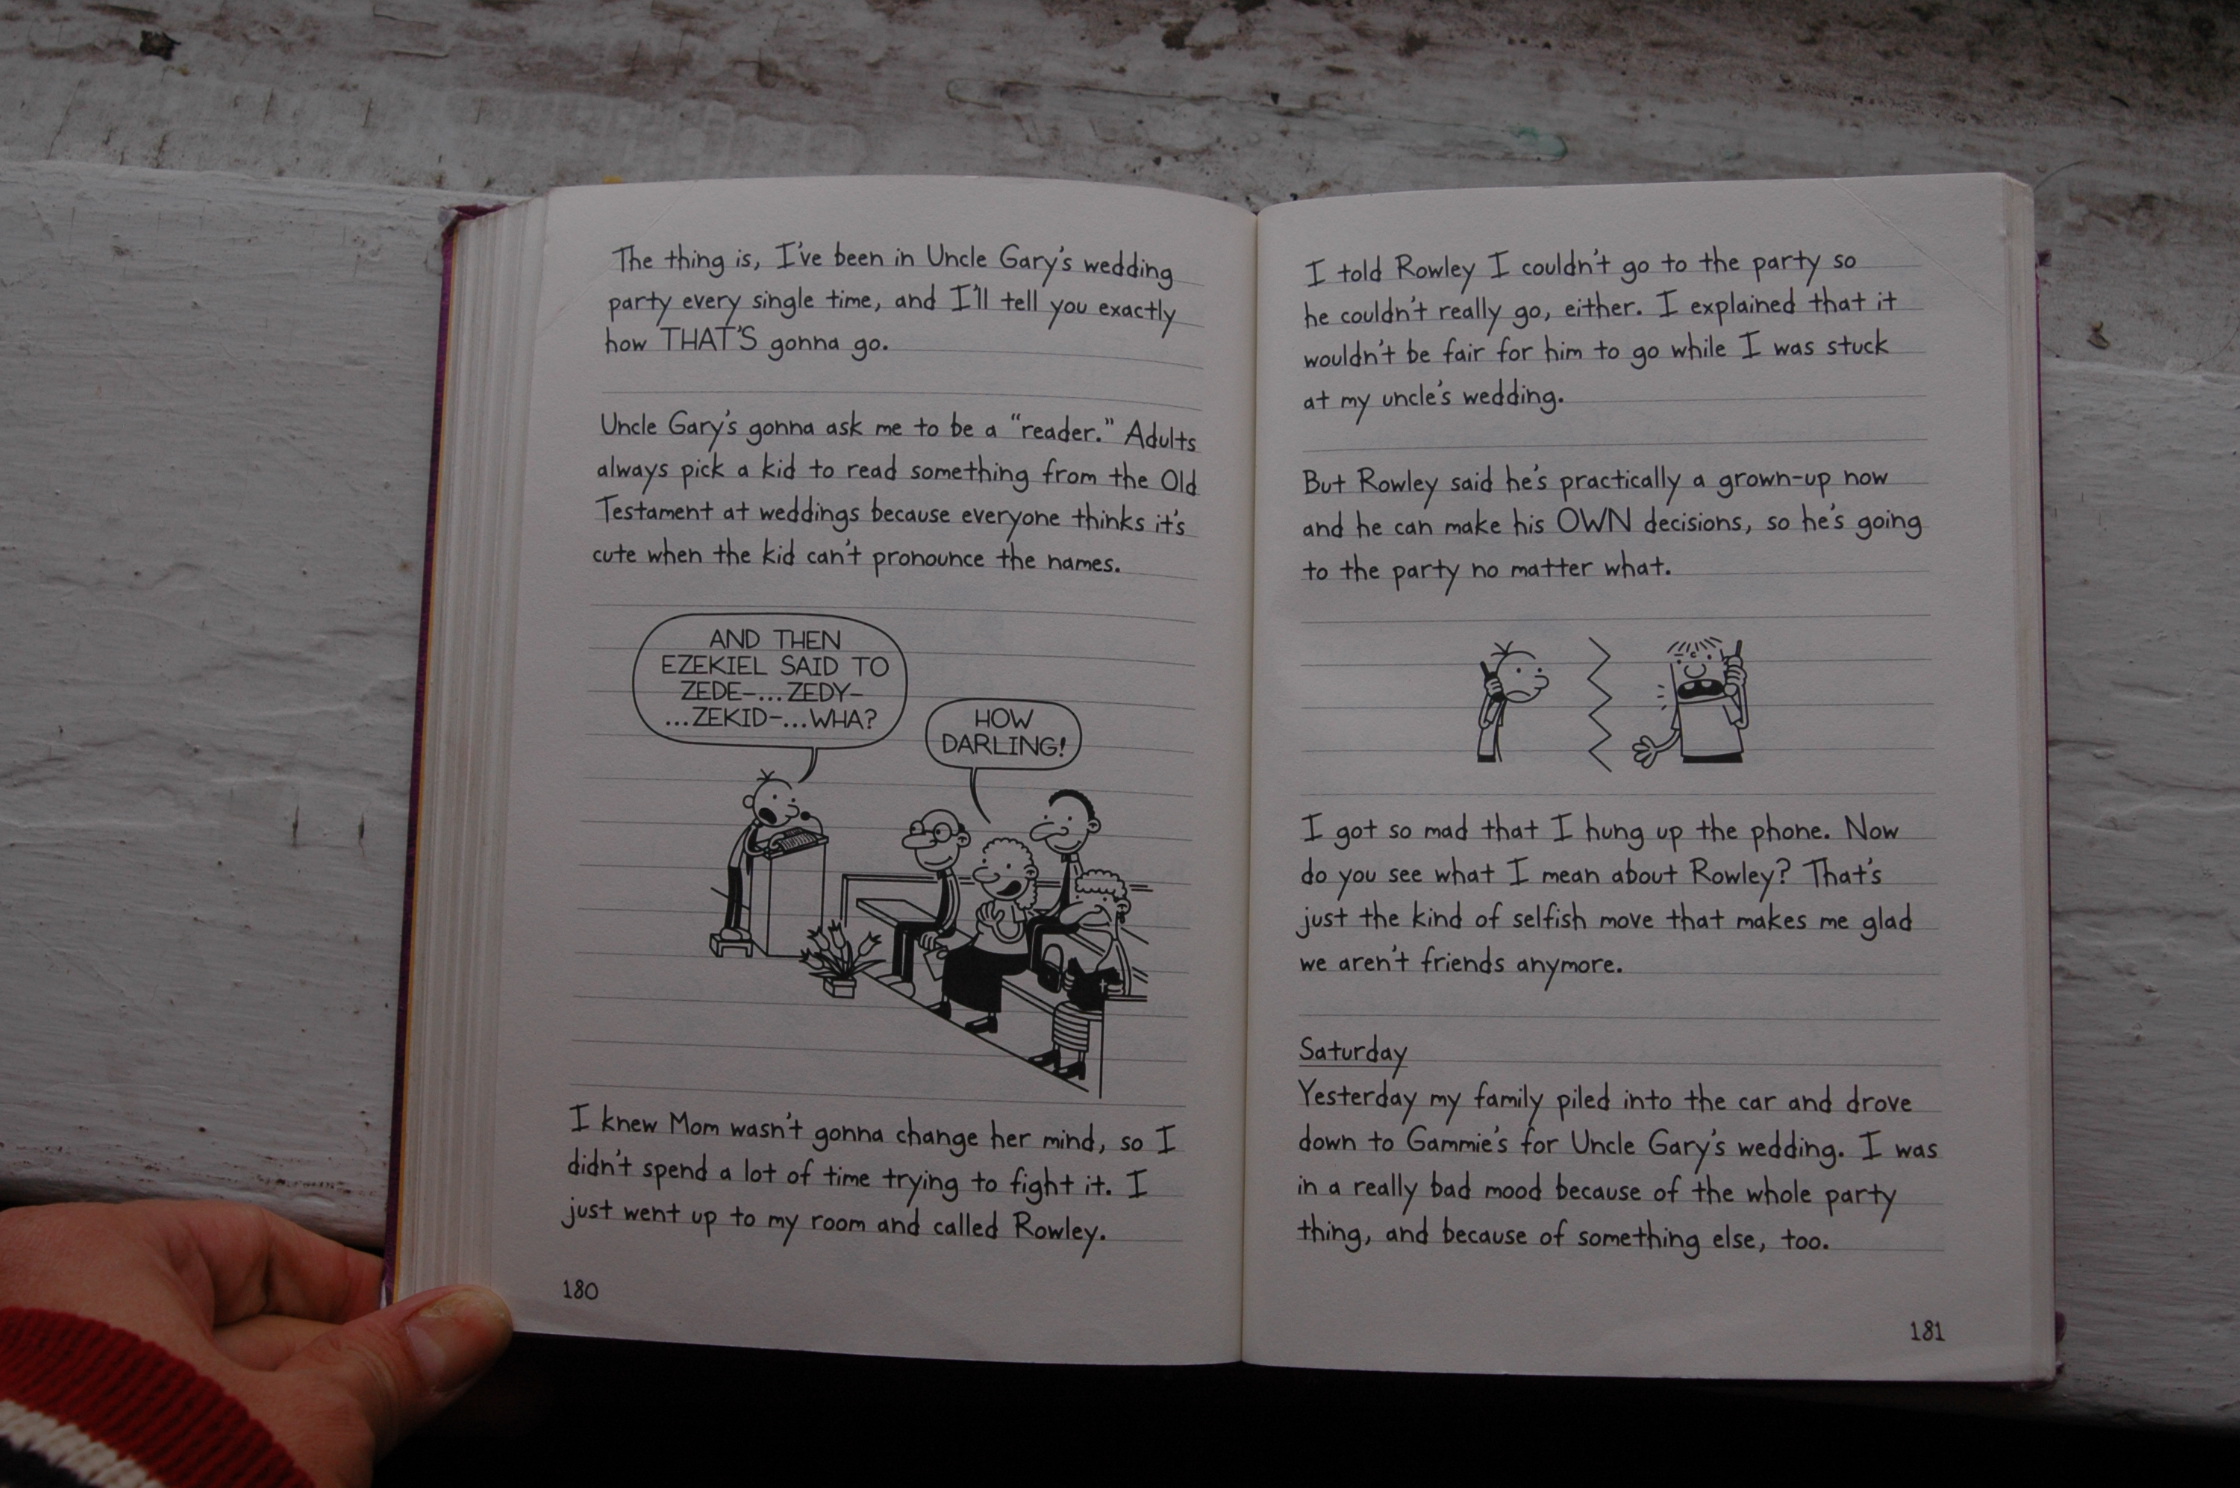 The thing is, I've been in Uncle Gary's wedding
party every single time, and I'll tell you exactly
how THAT'S gonna go.
Uncle Gary's gonna ask me to be a “reader.” Adults
always pick a kid to read something from the Old
Testament at weddings because everyone thinks it's
cute when the kid can't pronounce the names.
AND THEN
EZEKIEL SAID TO
ZEDE-...ZEDY-
...ZEKID-...WHA?
HOW
DARLING!
I knew Mom wasn't gonna change her mind, so I
didn't spend a lot of time trying to fight it. I
just went up to my room and called Rowley.
180
I told Rowley I couldn't go to the party so
he couldn't really go, either. I explained that it
wouldn't be fair for him to go while I was stuck
at my uncle's wedding.
But Rowley said he's practically a grown-up now
and he can make his OWN decisions, so he's going
to the party no matter what.
I got so mad that I hung up the phone. Now
do you see what I mean about Rowley? That's
just the kind of selfish move that makes me glad
we aren't friends anymore.
Saturday
Yesterday my family piled into the car and drove
down to Gammie's for Uncle Gary's wedding. I was
in a really bad mood because of the whole party
thing, and because of something else, too.
181